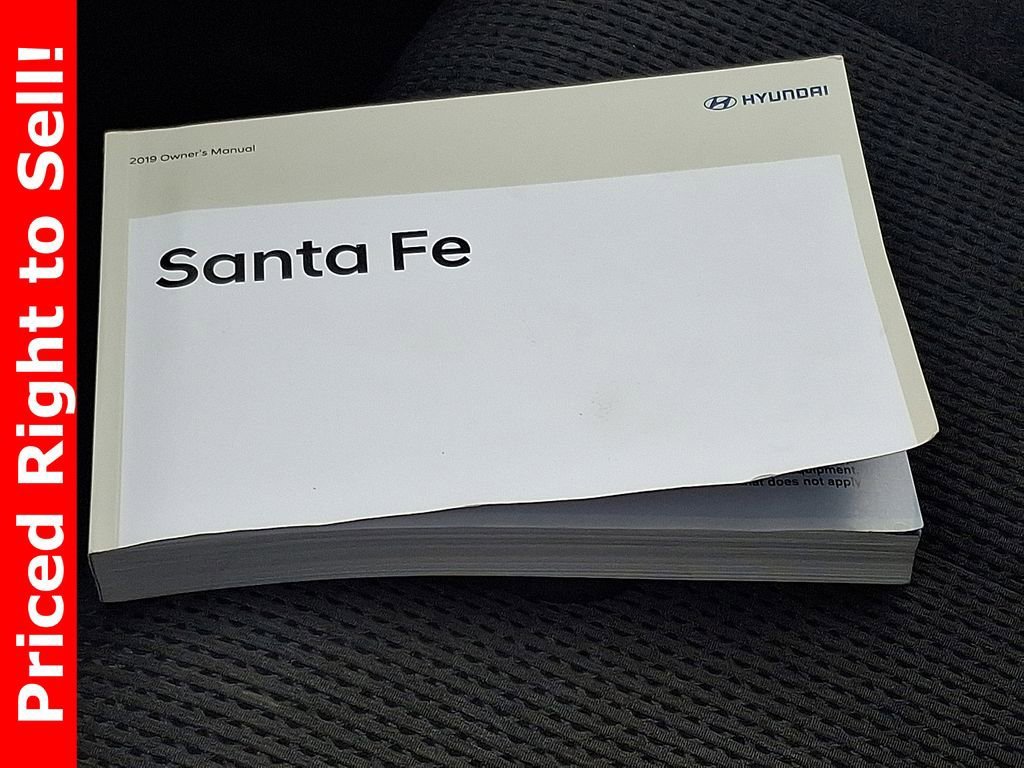 Priced Right to Sell!
HYUNDAI
2019 Owner's Manual
Santa Fe
does not apply